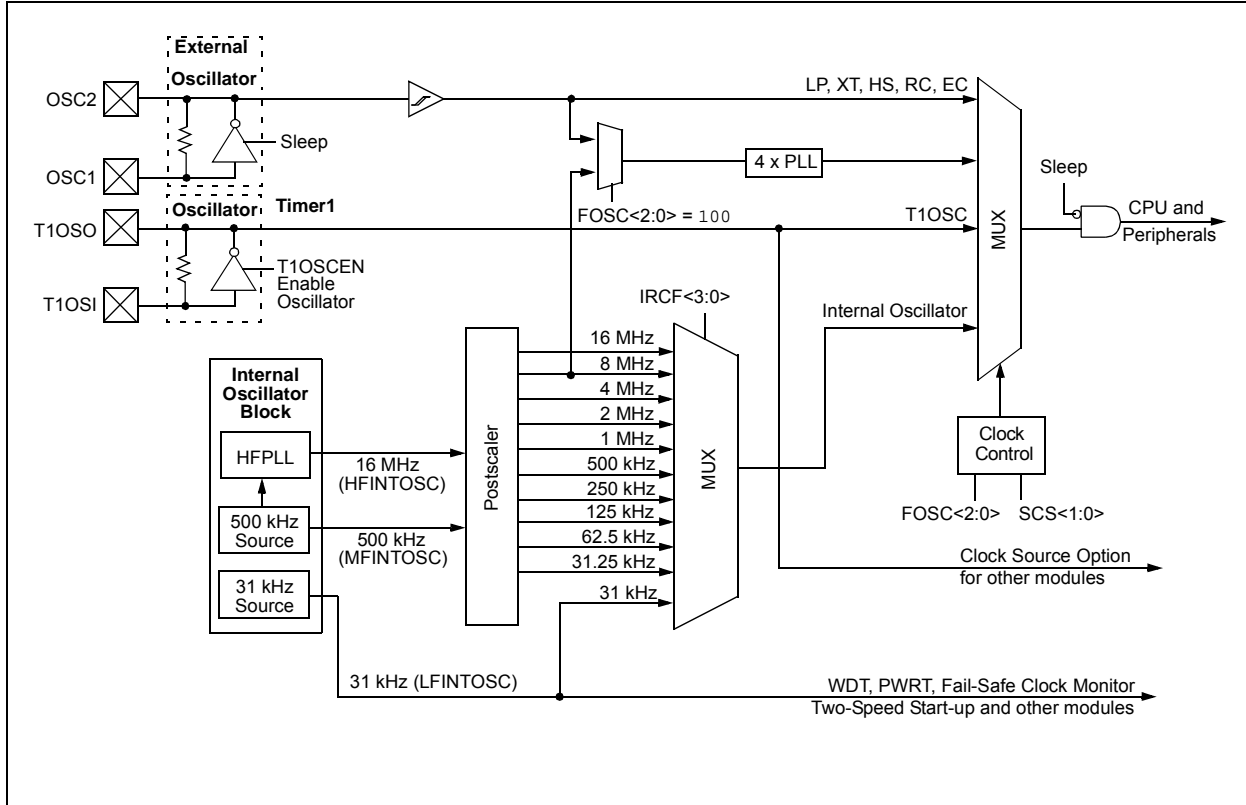 External
Oscillator
OSC2
Sleep
OSC1
LP, XT, HS, RC, EC
4 x PLL
FOSC<2:0> = 100
Sleep
CPU and
Peripherals
MUX
Oscillator
Timer1
T1OSO
T1OSC
T1OSCEN
Enable
Oscillator
T1OSI
IRCF<3:0>
Internal Oscillator
Internal
Oscillator
Block
HFPLL
500 kHz
Source
31 kHz
Source
16 MHz
(HFINTOSC)
500 kHz
(MFINTOSC)
Postscaler
16 MHz
8 MHz
4 MHz
2 MHz
1 MHz
500 kHz
250 kHz
125 kHz
62.5 kHz
31.25 kHz
31 kHz
MUX
Clock
Control
FOSC<2:0>
SCS<1:0>
Clock Source Option
for other modules
31 kHz (LFINTOSC)
WDT, PWRT, Fail-Safe Clock Monitor
Two-Speed Start-up and other modules